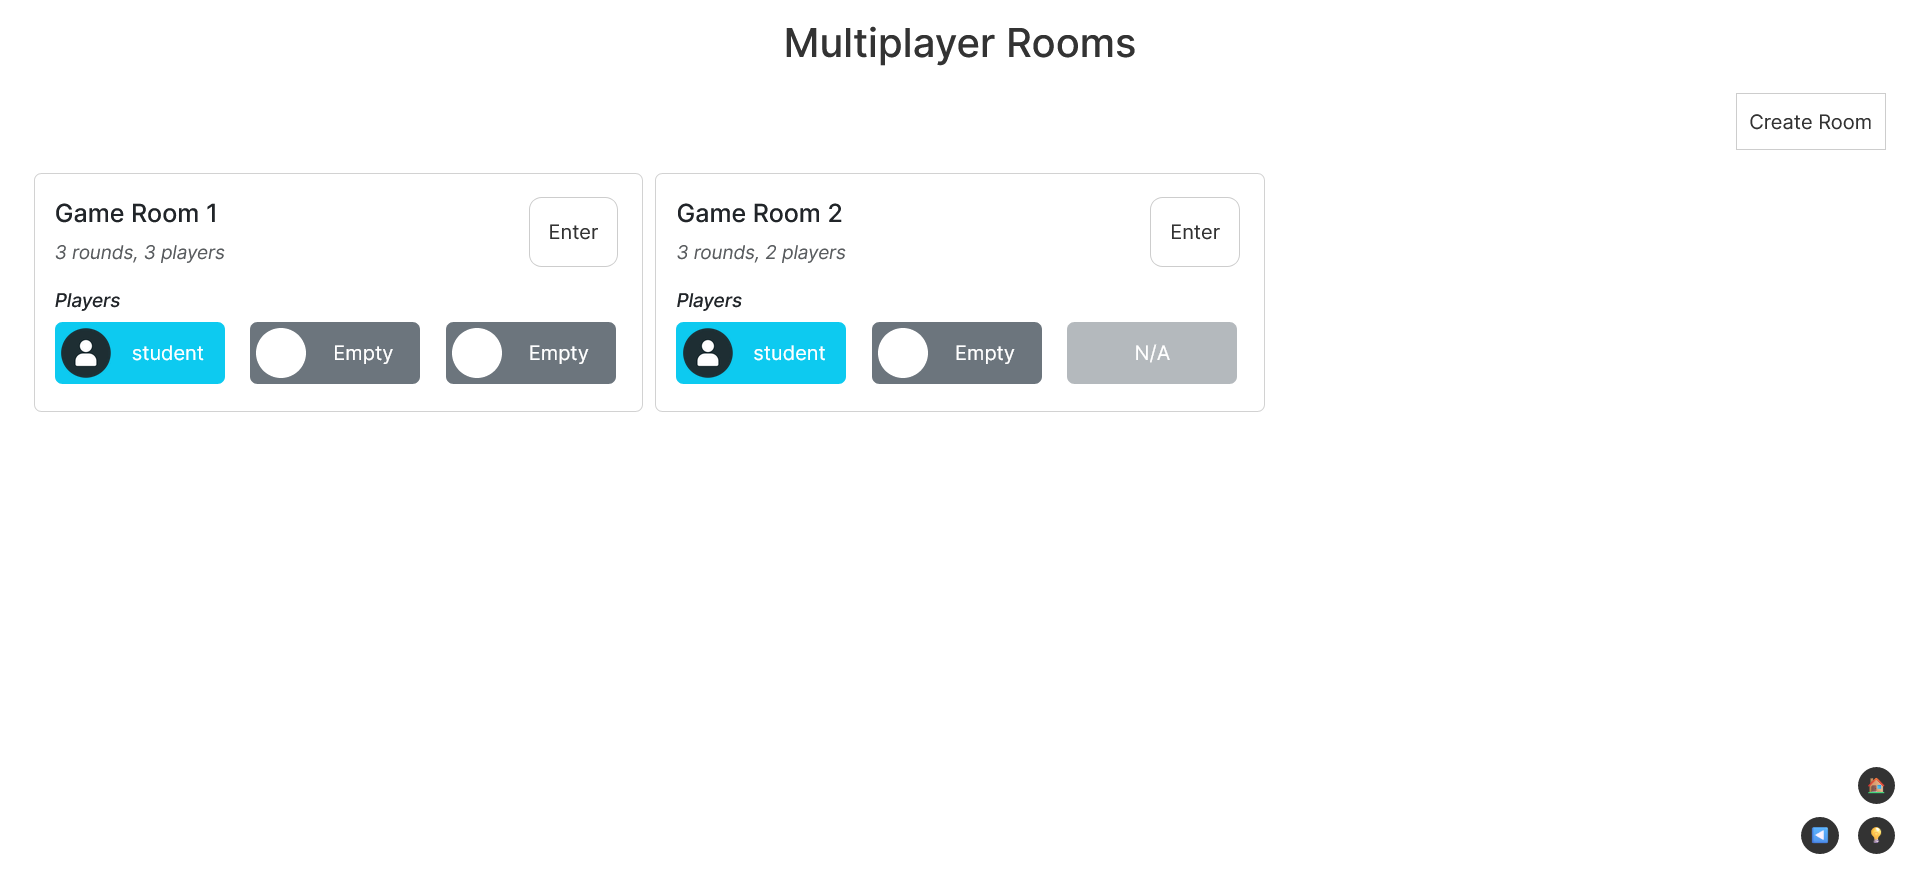 Multiplayer Rooms
Create Room
Game Room 1
Enter
3 rounds, 3 players
Players
student
Empty
Empty
Game Room 2
Enter
3 rounds, 2 players
Players
student
Empty
N/A